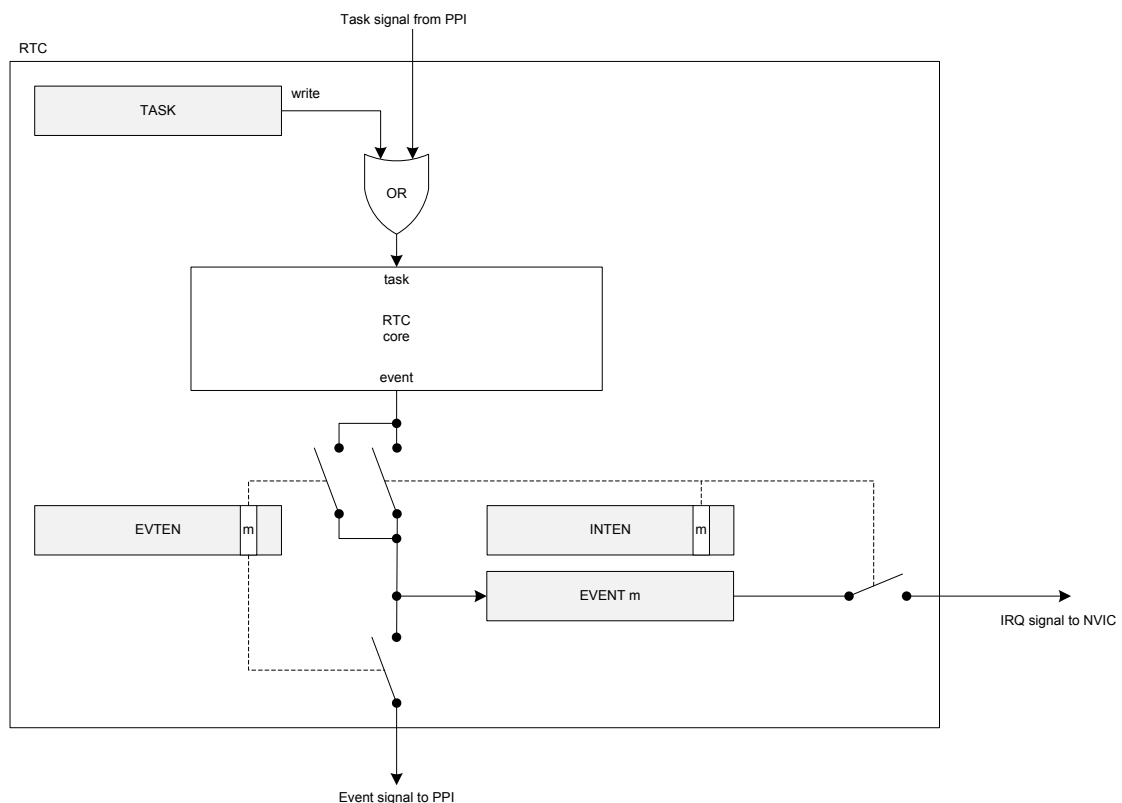 Task signal from PPI
RTC
write
TASK
OR
task
RTC
core
event
EVTEN
m
INTEN
m
EVENT m
IRQ signal to NVIC
Event signal to PPI